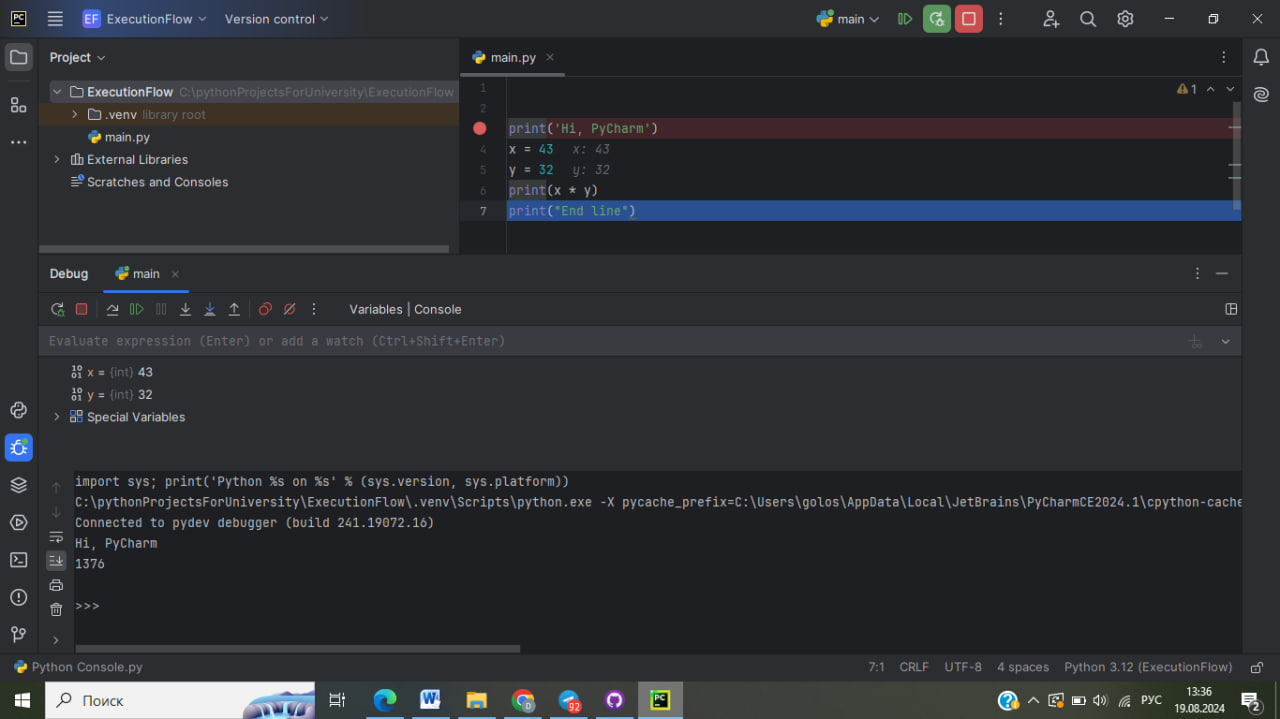 PC EF ExecutionFlow Version control main
Project
main.py
ExecutionFlow C:\pythonProjectsForUniversity\ExecutionFlow
.venv library root
main.py
External Libraries
Scratches and Consoles
1
1
2
print('Hi, PyCharm')
4 x = 43 x: 43
5 y = 32 y: 32
6 print(x * y)
7 print("End line")
Debug main
Variables | Console
Evaluate expression (Enter) or add a watch (Ctrl+Shift+Enter)
10 01 x = {int} 43
10 01 y = {int} 32
Special Variables
import sys; print('Python %s on %s' % (sys.version, sys.platform))
C:\pythonProjectsForUniversity\ExecutionFlow\.venv\Scripts\python.exe -X pycache_prefix=C:\Users\golos\AppData\Local\JetBrains\PyCharmCE2024.1\cpython-cache
Connected to pydev debugger (build 241.19072.16)
Hi, PyCharm
1376
>>>
Python Console.py 7:1 CRLF UTF-8 4 spaces Python 3.12 (ExecutionFlow)
Поиск W D 92 PC РУС 13:36
19.08.2024 2